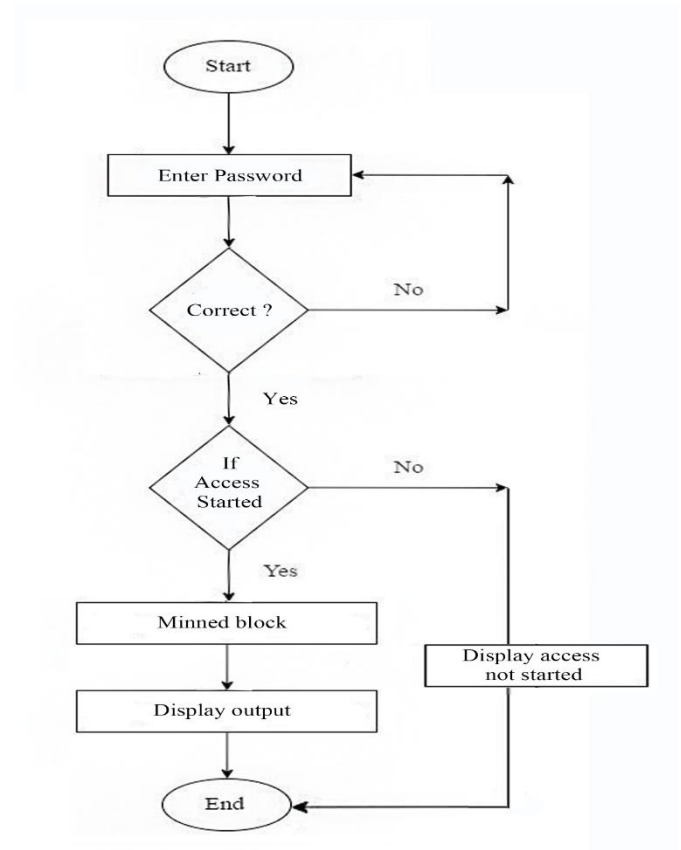 Start
Enter Password
Correct ?
No
Yes
If
Access
Started
No
Yes
Minned block
Display access
not started
Display output
End